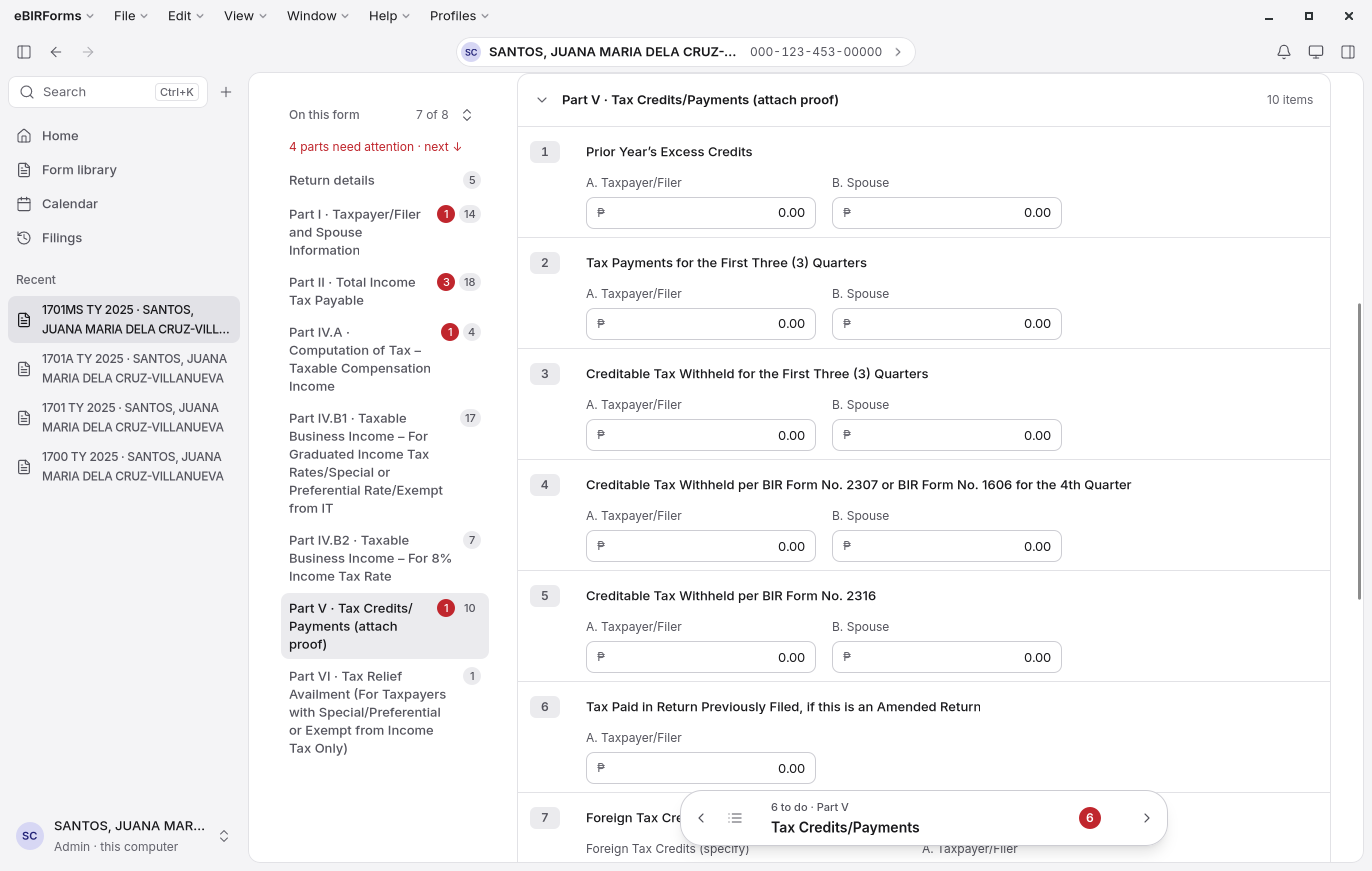 eBIRForms File Edit View Window Help Profiles
SC SANTOS, JUANA MARIA DELA CRUZ-... 000-123-453-00000
Search Ctrl+K
Home
Form library
Calendar
Filings
Recent
1701MS TY 2025 · SANTOS,
JUANA MARIA DELA CRUZ-VILL...
1701A TY 2025 · SANTOS, JUANA
MARIA DELA CRUZ-VILLANUEVA
1701 TY 2025 · SANTOS, JUANA
MARIA DELA CRUZ-VILLANUEVA
1700 TY 2025 · SANTOS, JUANA
MARIA DELA CRUZ-VILLANUEVA
SC SANTOS, JUANA MAR...
Admin · this computer
On this form 7 of 8
4 parts need attention · next ↓
Return details 5
Part I · Taxpayer/Filer 1 14
and Spouse
Information
Part II · Total Income 3 18
Tax Payable
Part IV.A · 1 4
Computation of Tax –
Taxable Compensation
Income
Part IV.B1 · Taxable 17
Business Income – For
Graduated Income Tax
Rates/Special or
Preferential Rate/Exempt
from IT
Part IV.B2 · Taxable 7
Business Income – For 8%
Income Tax Rate
Part V · Tax Credits/ 1 10
Payments (attach
proof)
Part VI · Tax Relief 1
Availment (For Taxpayers
with Special/Preferential
or Exempt from Income
Tax Only)
Part V · Tax Credits/Payments (attach proof) 10 items
1 Prior Year's Excess Credits
A. Taxpayer/Filer B. Spouse
₱ 0.00 ₱ 0.00
2 Tax Payments for the First Three (3) Quarters
A. Taxpayer/Filer B. Spouse
₱ 0.00 ₱ 0.00
3 Creditable Tax Withheld for the First Three (3) Quarters
A. Taxpayer/Filer B. Spouse
₱ 0.00 ₱ 0.00
4 Creditable Tax Withheld per BIR Form No. 2307 or BIR Form No. 1606 for the 4th Quarter
A. Taxpayer/Filer B. Spouse
₱ 0.00 ₱ 0.00
5 Creditable Tax Withheld per BIR Form No. 2316
A. Taxpayer/Filer B. Spouse
₱ 0.00 ₱ 0.00
6 Tax Paid in Return Previously Filed, if this is an Amended Return
A. Taxpayer/Filer
₱ 0.00
7 Foreign Tax Cre
Foreign Tax Credits (specify) A. Taxpayer/Filer
6 to do · Part V
Tax Credits/Payments 6